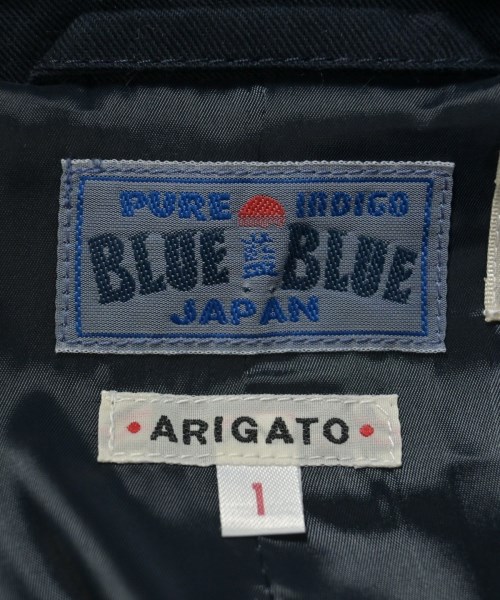 PURE INDIGO
BLUE BLUE
JAPAN
• ARIGATO •
1